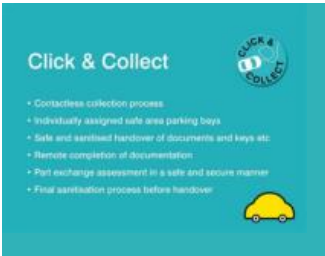 CLICK &
COLLECT
Click & Collect
• Contactless collection process
• Individually assigned safe area parking bays
• Safe and sanitised handover of documents and keys etc
• Remote completion of documentation
• Part exchange assessment in a safe and secure manner
• Final sanitisation process before handover